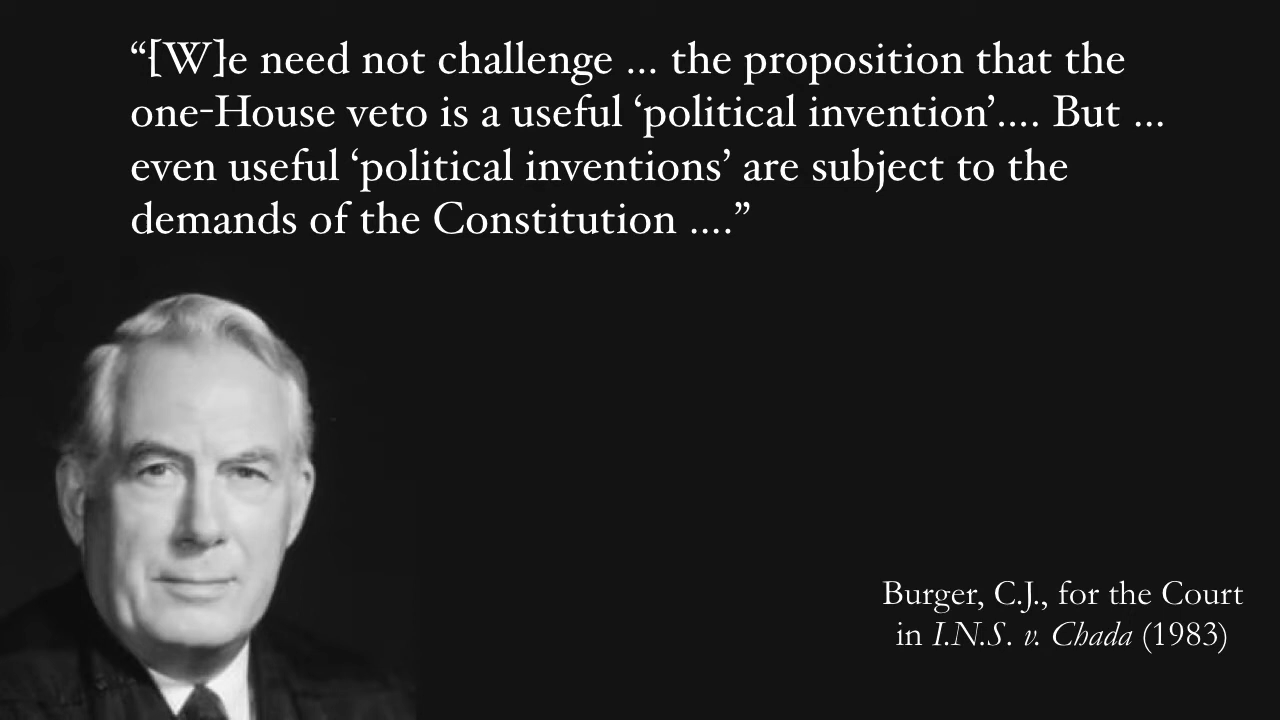 “[W]e need not challenge ... the proposition that the
one-House veto is a useful ‘political invention’.... But ...
even useful ‘political inventions’ are subject to the
demands of the Constitution ....”
Burger, C.J., for the Court
in I.N.S. v. Chada (1983)